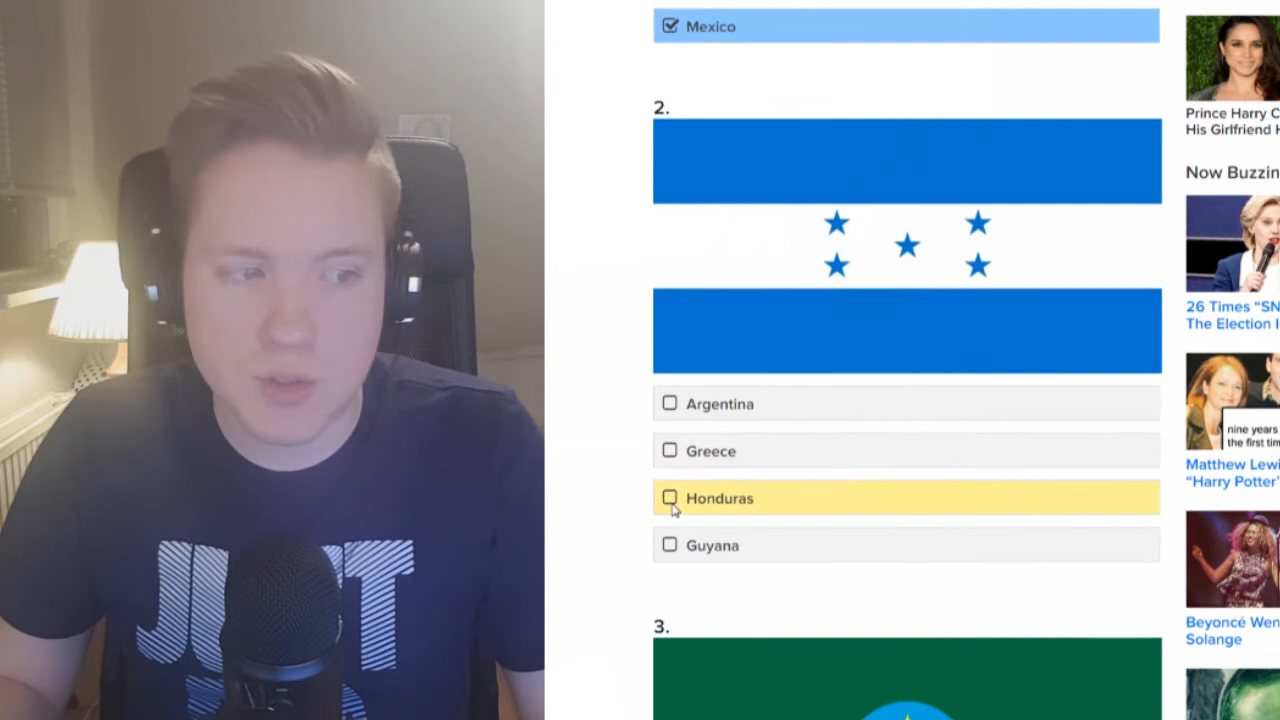 Mexico
2.
Argentina
Greece
Honduras
Guyana
3.
Prince Harry C
His Girlfriend
Now Buzzin
26 Times “SN
The Election I
nine years
the first tim
Matthew Lewi
“Harry Potter”
Beyoncé Wen
Solange